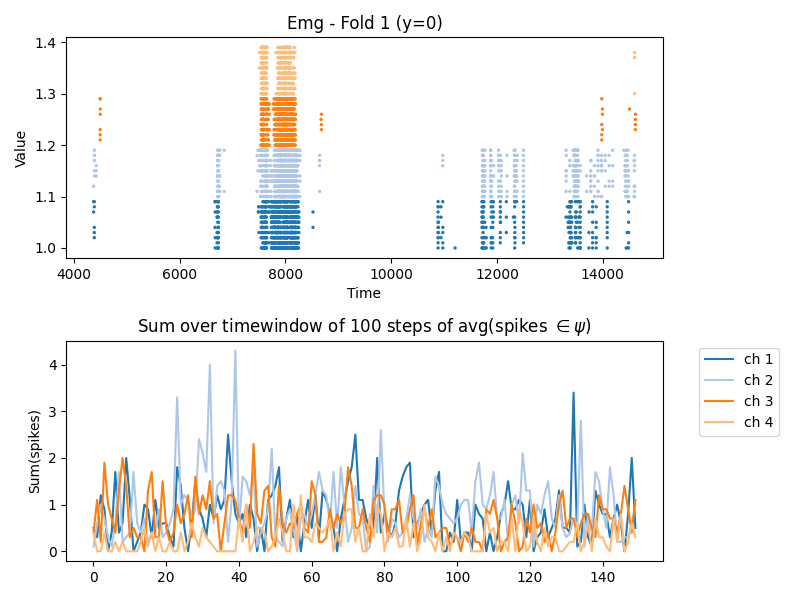 Emg - Fold 1 (y=0)
Value
1.4
1.3
1.2
1.1
1.0
4000 6000 8000 10000 12000 14000
Time
Sum over timewindow of 100 steps of avg(spikes ∈ ψ)
Sum(spikes)
4
3
2
1
0
0 20 40 60 80 100 120 140
ch 1
ch 2
ch 3
ch 4